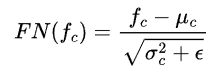 FN(f_c) = \frac{f_c - \mu_c}{\sqrt{\sigma_c^2 + \epsilon}}